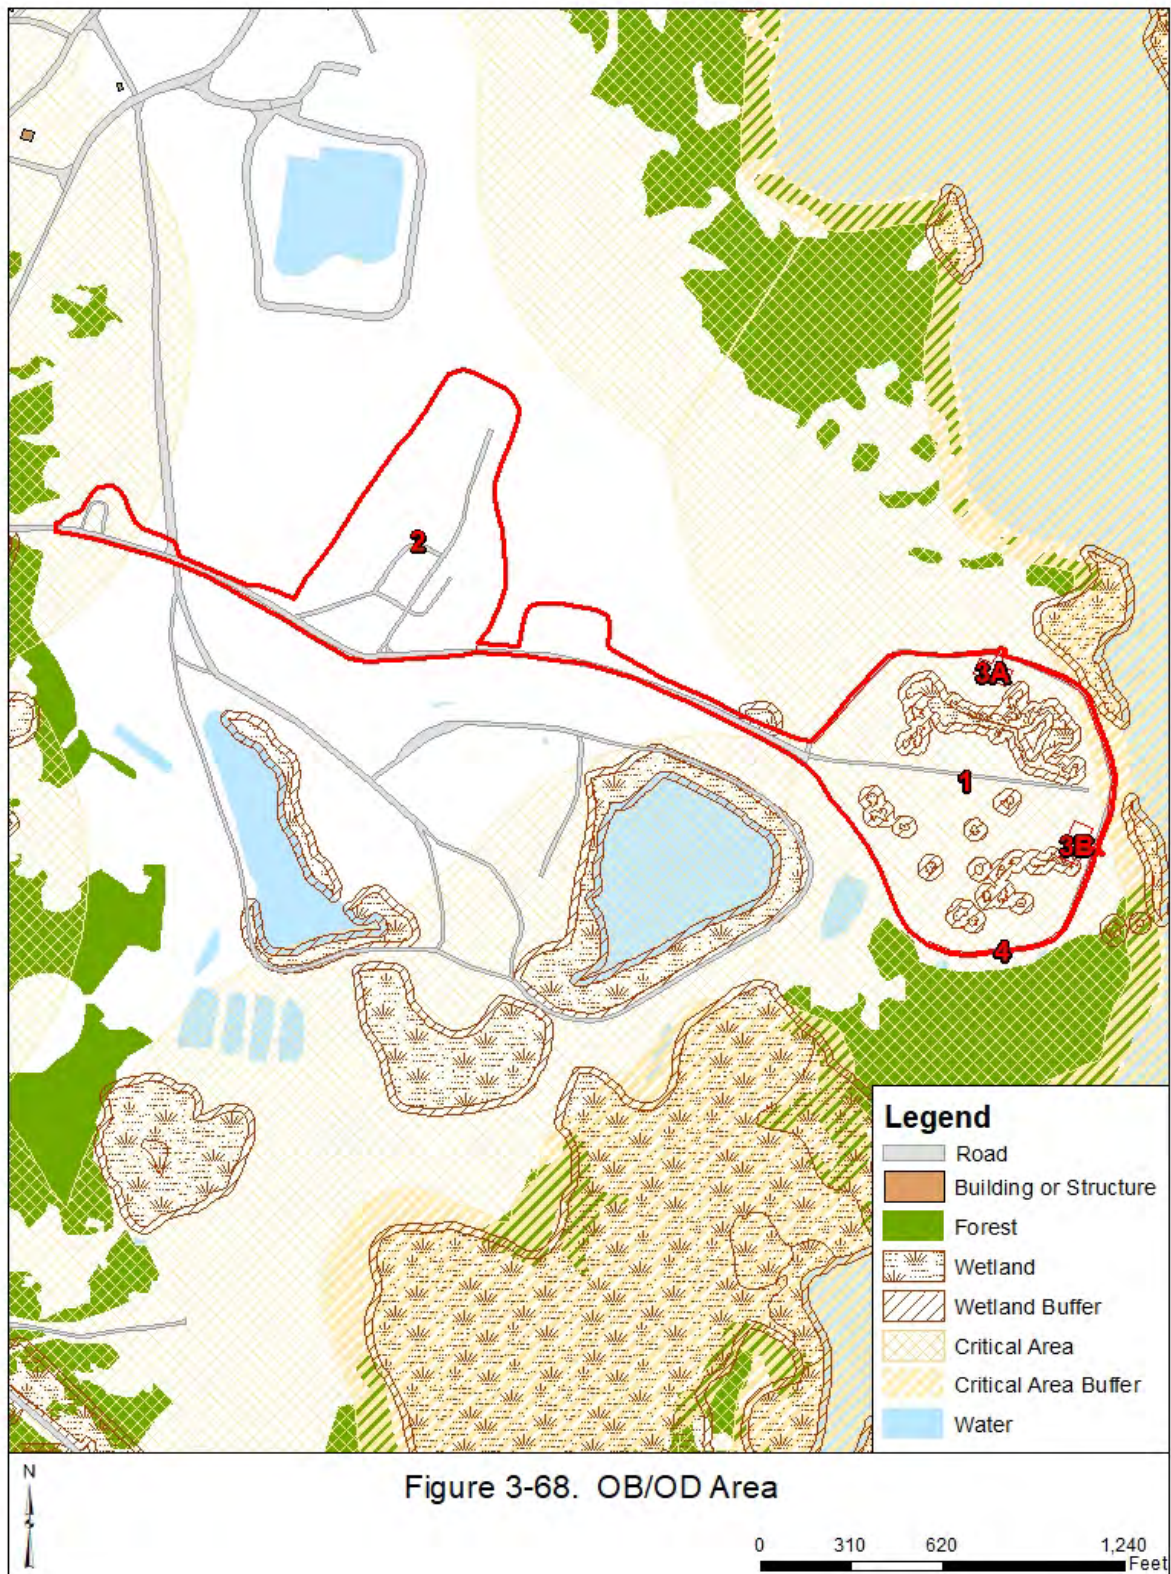 2
3A
1
3B
4
Legend
Road
Building or Structure
Forest
Wetland
Wetland Buffer
Critical Area
Critical Area Buffer
Water
N
Figure 3-68. OB/OD Area
0 310 620 1,240
Feet